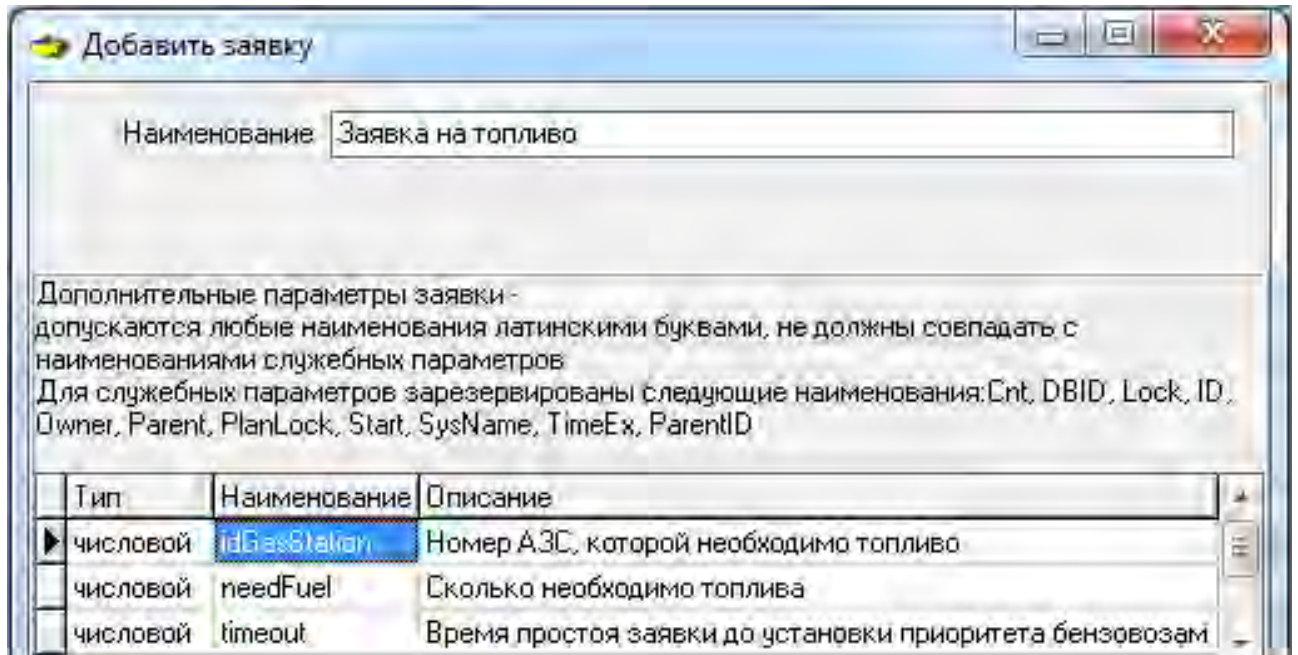 Добавить заявку
Наименование Заявка на топливо
Дополнительные параметры заявки -
допускаются любые наименования латинскими буквами, не должны совпадать с
наименованиями служебных параметров
Для служебных параметров зарезервированы следующие наименования:Cnt, DBID, Lock, ID,
Owner, Parent, PlanLock, Start, SysName, TimeEx, ParentID
Тип Наименование Описание
числовой idGasStation Номер АЗС, которой необходимо топливо
числовой needFuel Сколько необходимо топлива
числовой timeout Время простоя заявки до установки приоритета бензовозам